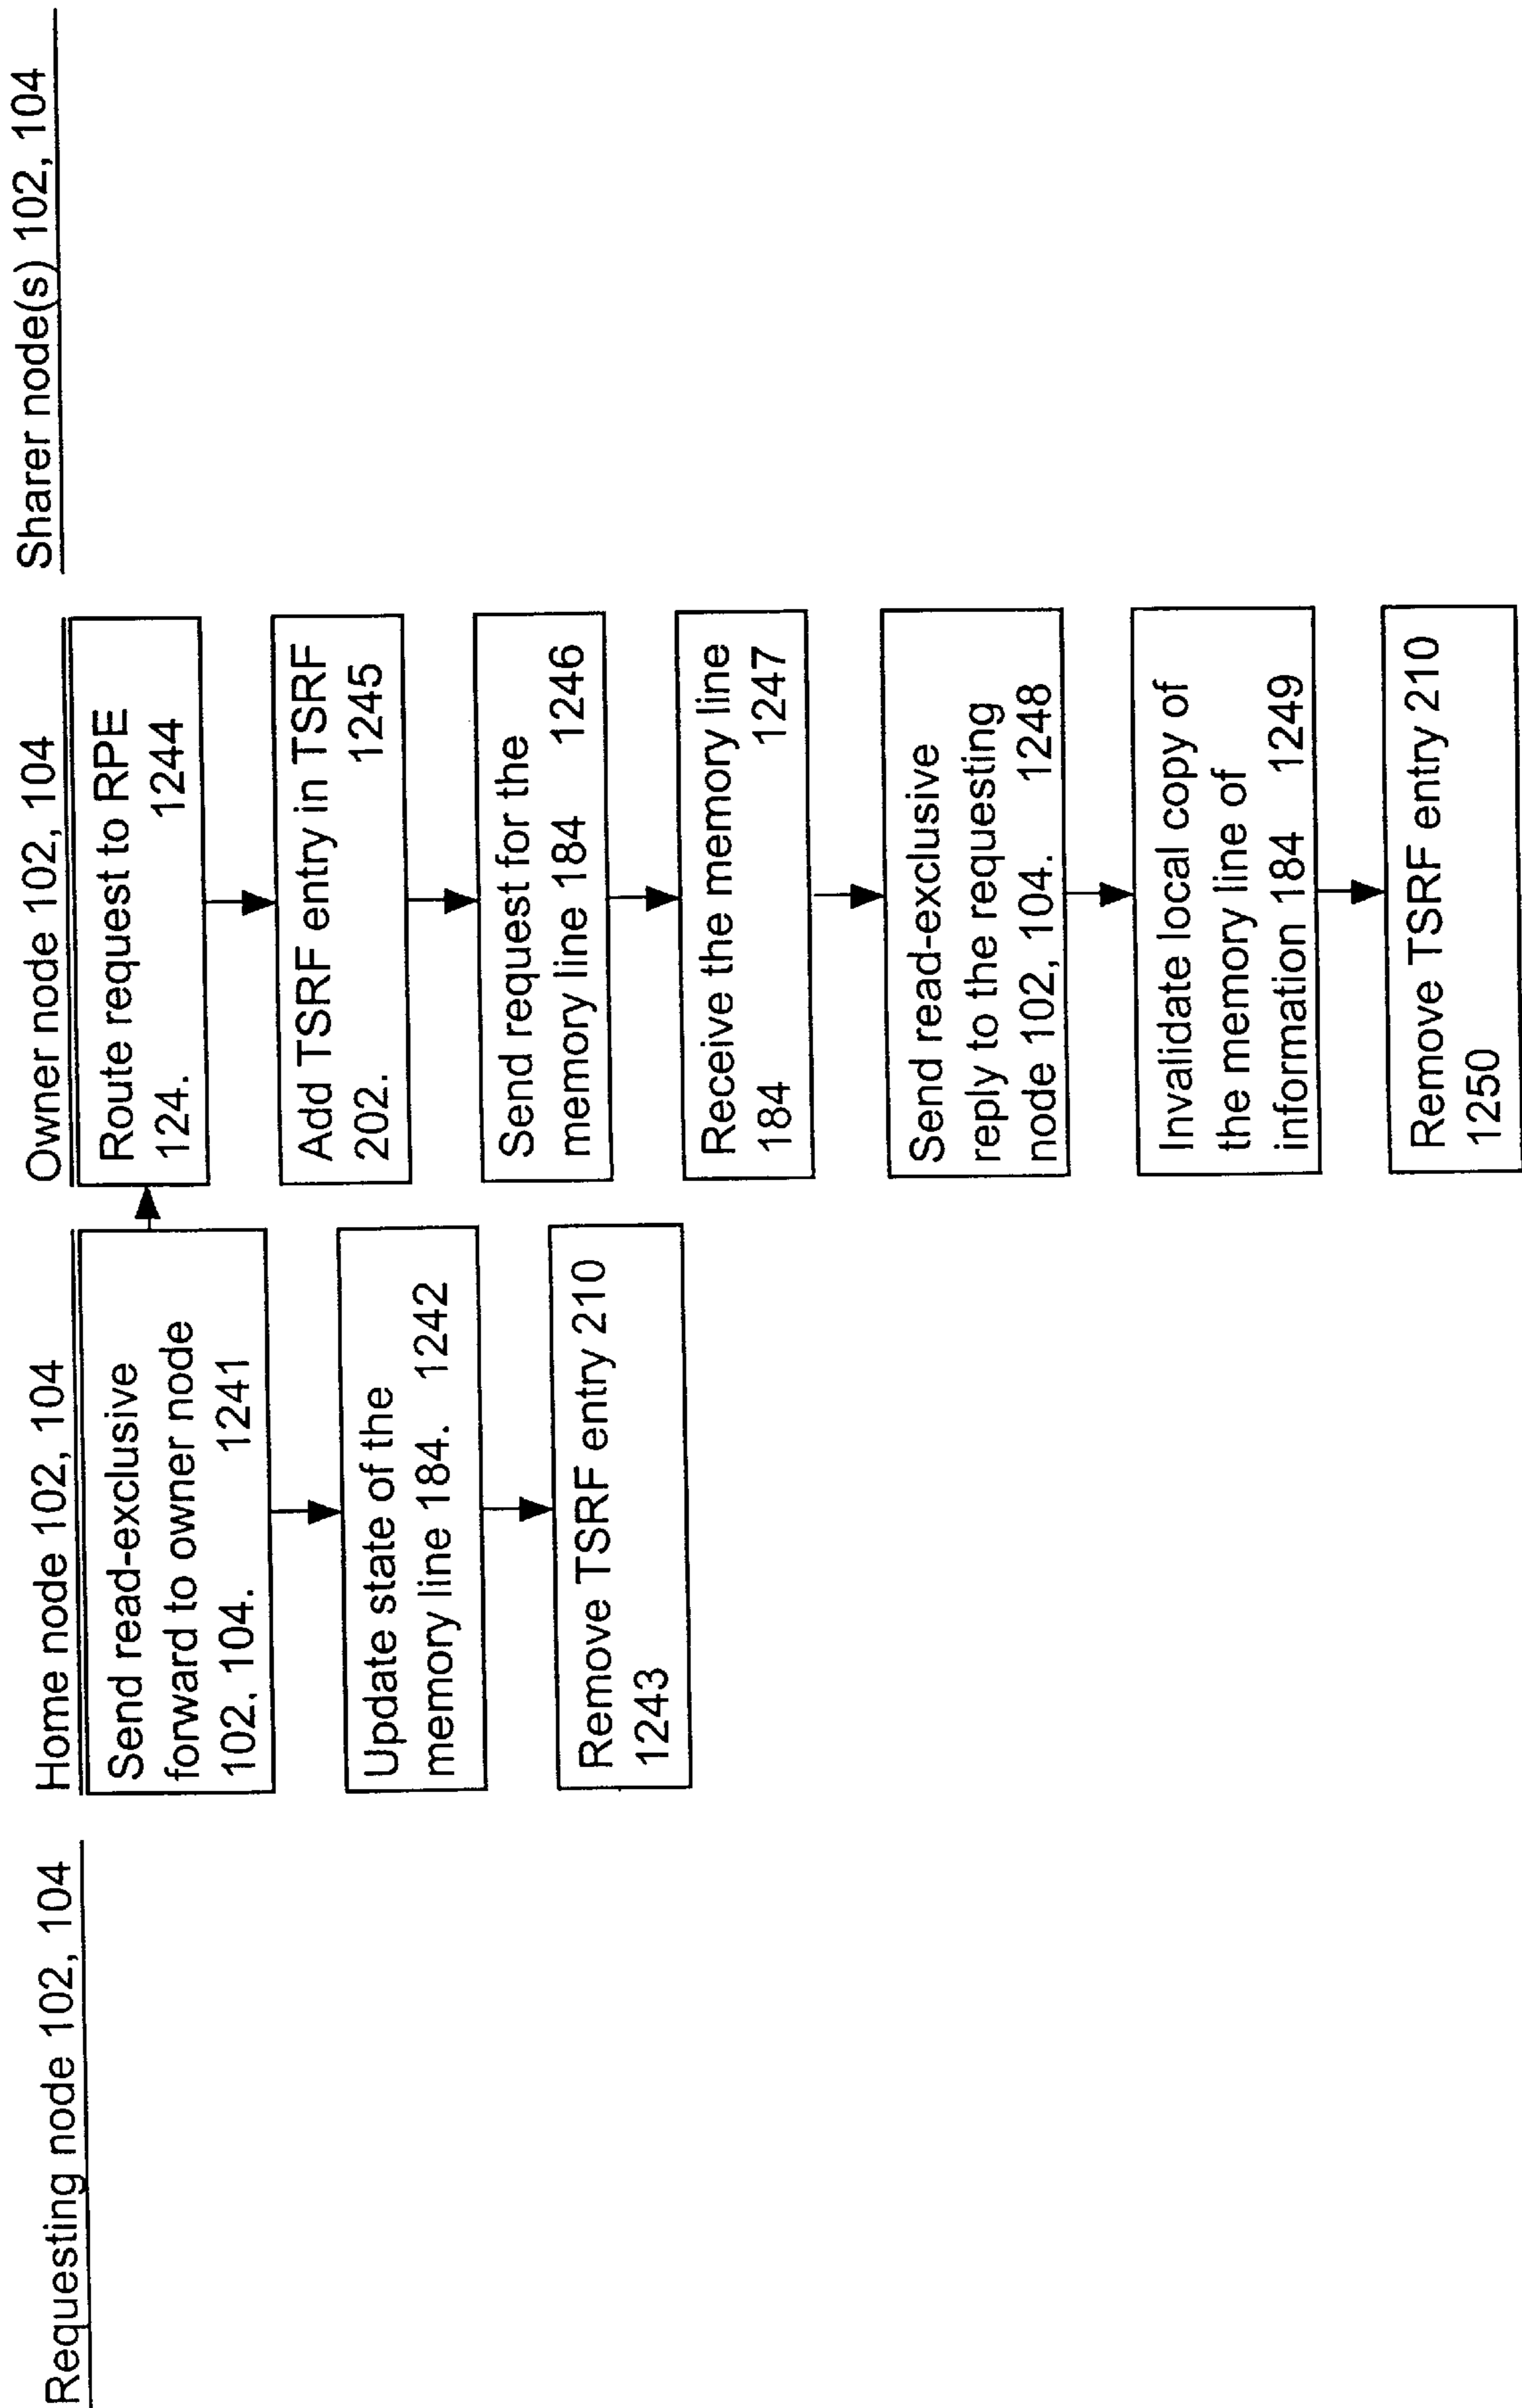 Requesting node 102, 104
Home node 102, 104
Send read-exclusive
forward to owner node
102, 104. 1241
Update state of the
memory line 184. 1242
Remove TSRF entry 210
1243
Owner node 102, 104
Route request to RPE
124. 1244
Add TSRF entry in TSRF
202. 1245
Send request for the
memory line 184 1246
Receive the memory line
184 1247
Send read-exclusive
reply to the requesting
node 102, 104. 1248
Invalidate local copy of
the memory line of
information 184 1249
Remove TSRF entry 210
1250
Sharer node(s) 102, 104